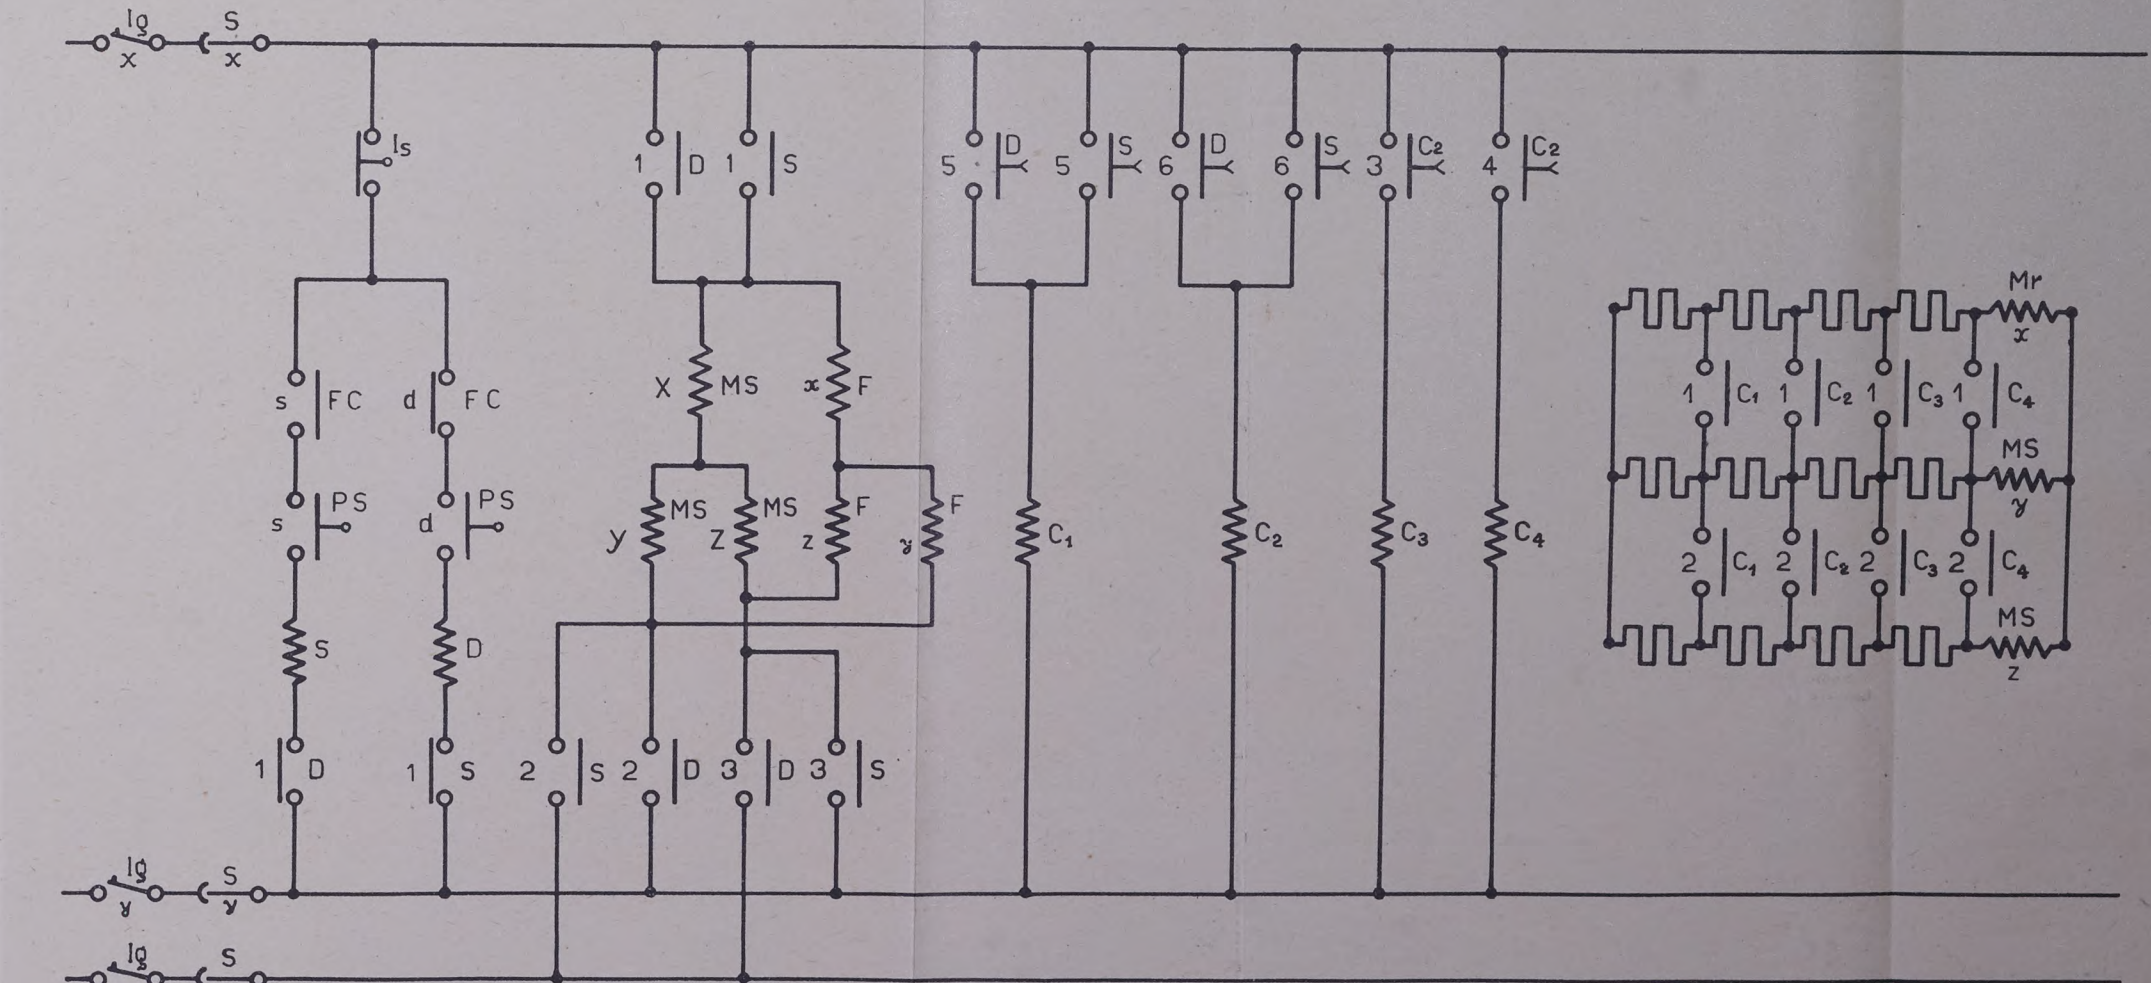 Ig S
x x
Is
1 D 1 S
5 D 5 S 6 D 6 S 3 C2 4 C2
Mr
x
s FC d FC
X MS x F
1 C1 1 C2 1 C3 1 C4
MS
y
s PS d PS
y MS z MS z F y F
C1 C2 C3 C4
2 C1 2 C2 2 C3 2 C4
MS
z
S D
1 D 1 S 2 S 2 D 3 D 3 S
Ig S
y y
Ig S